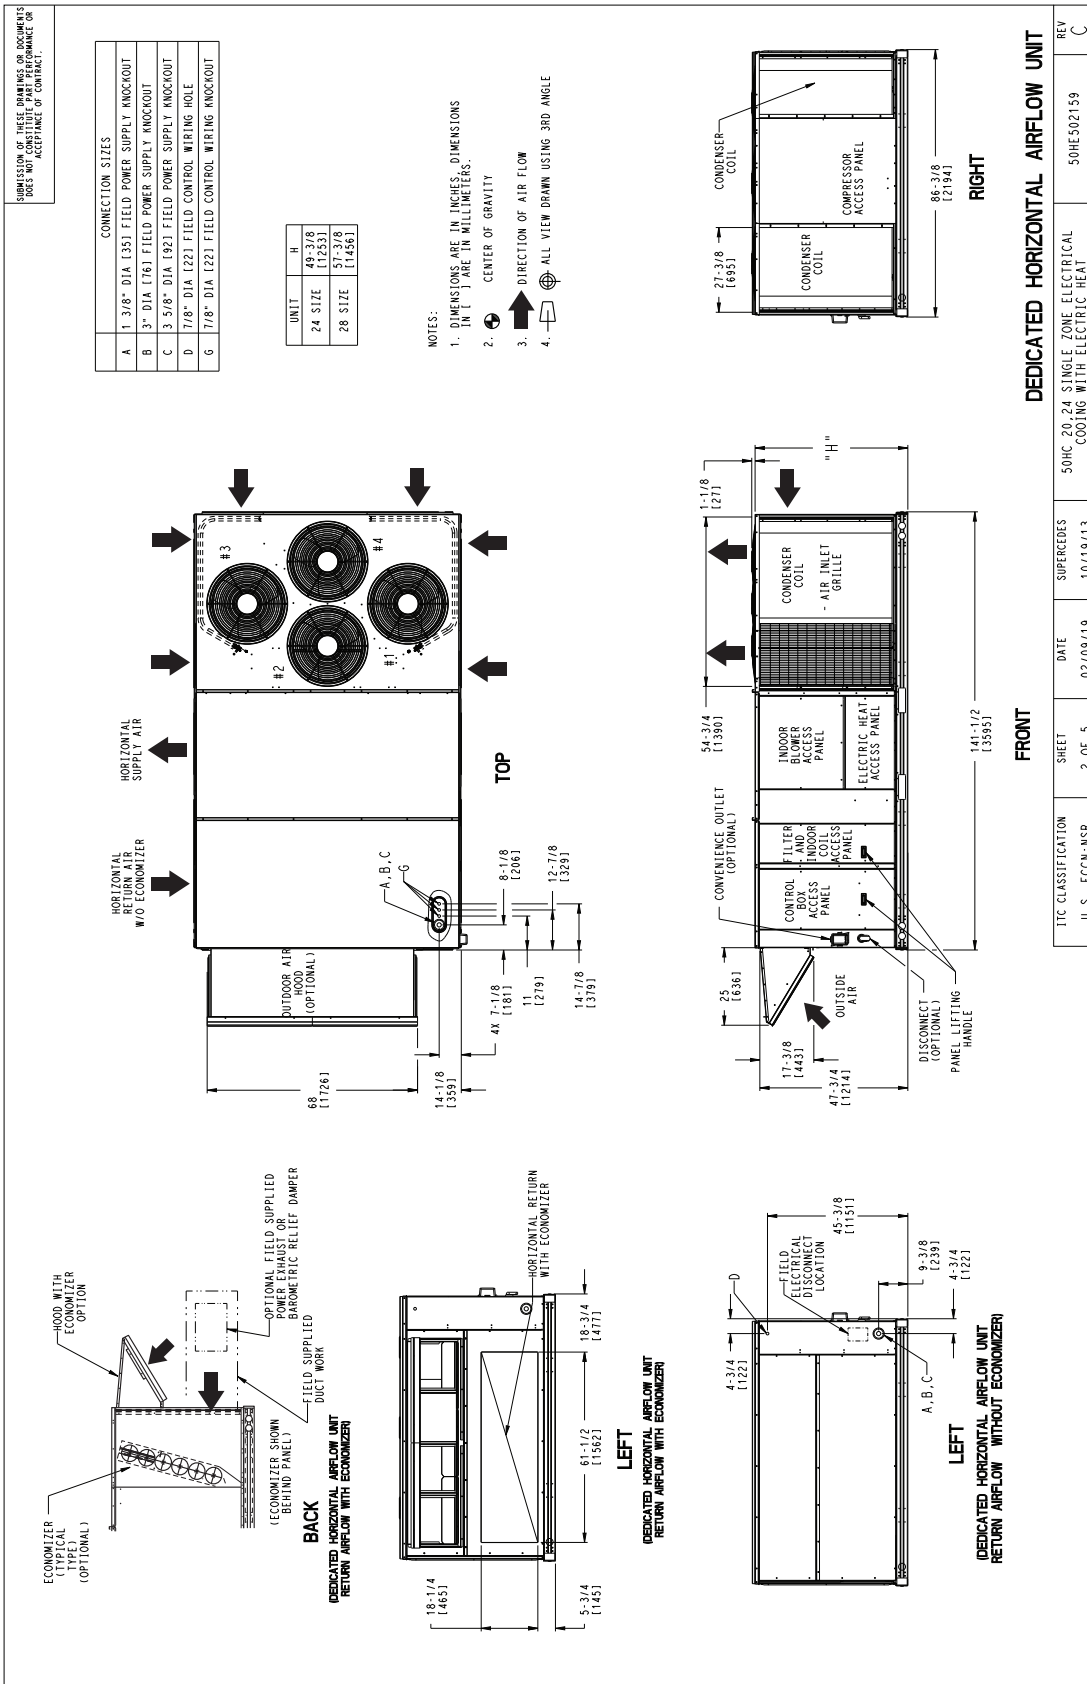 SUBMISSION OF THESE DRAWINGS OR DOCUMENTS
DOES NOT CONSTITUTE PART PERFORMANCE OR
ACCEPTANCE OF CONTRACT.
CONNECTION SIZES
A 1 3/8" DIA [35] FIELD POWER SUPPLY KNOCKOUT
B 3" DIA [76] FIELD POWER SUPPLY KNOCKOUT
C 3 5/8" DIA [92] FIELD POWER SUPPLY KNOCKOUT
D 7/8" DIA [22] FIELD CONTROL WIRING HOLE
G 7/8" DIA [22] FIELD CONTROL WIRING KNOCKOUT
UNIT H
24 SIZE 49-3/8 [1253]
28 SIZE 57-3/8 [1456]
NOTES:
1. DIMENSIONS ARE IN INCHES, DIMENSIONS
IN [ ] ARE IN MILLIMETERS.
2. CENTER OF GRAVITY
3. DIRECTION OF AIR FLOW
4. ALL VIEW DRAWN USING 3RD ANGLE
ECONOMIZER
(TYPICAL
TYPE)
(OPTIONAL)
HOOD WITH
ECONOMIZER
OPTION
OPTIONAL FIELD SUPPLIED
POWER EXHAUST OR
BAROMETRIC RELIEF DAMPER
FIELD SUPPLIED
DUCT WORK
(ECONOMIZER SHOWN
BEHIND PANEL)
BACK
(DEDICATED HORIZONTAL AIRFLOW UNIT
RETURN AIRFLOW WITH ECONOMIZER)
HORIZONTAL
RETURN AIR
W/O ECONOMIZER
HORIZONTAL
SUPPLY AIR
OUTDOOR AIR
HOOD
(OPTIONAL)
#3
#4
#2
#1
A,B,C
G
68
[1726]
14-1/8
[359]
4X 7-1/8
[181]
8-1/8
[206]
11
[279]
12-7/8
[329]
14-7/8
[379]
TOP
18-1/4
[465]
5-3/4
[145]
61-1/2
[1562]
18-3/4
[477]
HORIZONTAL RETURN
WITH ECONOMIZER
LEFT
(DEDICATED HORIZONTAL AIRFLOW UNIT
RETURN AIRFLOW WITH ECONOMIZER)
4-3/4
[122]
D
FIELD
ELECTRICAL
DISCONNECT
LOCATION
45-3/8
[1151]
9-3/8
[239]
4-3/4
[122]
A,B,C
LEFT
(DEDICATED HORIZONTAL AIRFLOW UNIT
RETURN AIRFLOW WITHOUT ECONOMIZER)
25
[636]
17-3/8
[443]
47-3/4
[1214]
OUTSIDE
AIR
DISCONNECT
(OPTIONAL)
PANEL LIFTING
HANDLE
CONVENIENCE OUTLET
(OPTIONAL)
CONTROL
BOX
ACCESS
PANEL
FILTER
AND
INDOOR
COIL
ACCESS
PANEL
INDOOR
BLOWER
ACCESS
PANEL
ELECTRIC HEAT
ACCESS PANEL
CONDENSER
COIL
- AIR INLET
GRILLE
54-3/4
[1390]
1-1/8
[27]
"H"
141-1/2
[3595]
FRONT
27-3/8
[695]
CONDENSER
COIL
CONDENSER
COIL
COMPRESSOR
ACCESS PANEL
86-3/8
[2194]
RIGHT
DEDICATED HORIZONTAL AIRFLOW UNIT
ITC CLASSIFICATION
U.S. ECCN:NSR
SHEET
2 OF 5
DATE
02/09/19
SUPERCEDES
10/19/13
50HC 20,24 SINGLE ZONE ELECTRICAL
COOING WITH ELECTRIC HEAT
50HE502159
REV
C